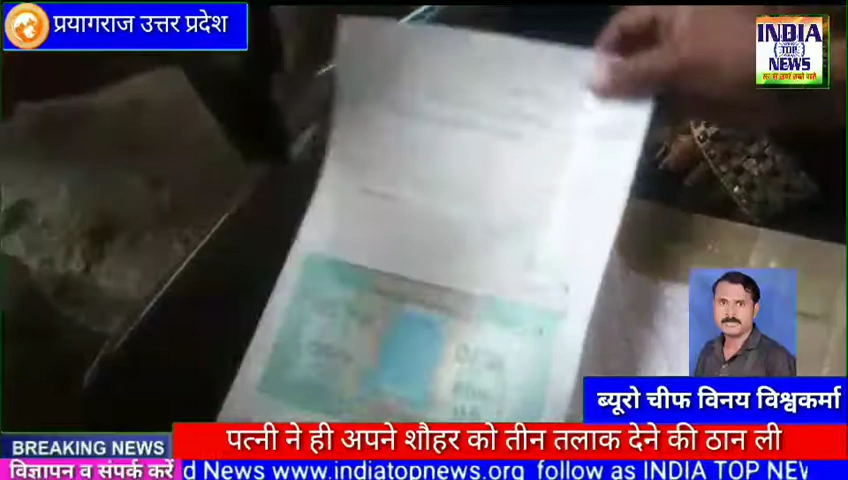 प्रयागराज उत्तर प्रदेश
INDIA
TOP
NEWS
ब्यूरो चीफ विनय विश्वकर्मा
पत्नी ने ही अपने शौहर को तीन तलाक देने की ठान ली
BREAKING NEWS
विज्ञापन व संपर्क करें d News www.indiatopnews.org follow as INDIA TOP NEW